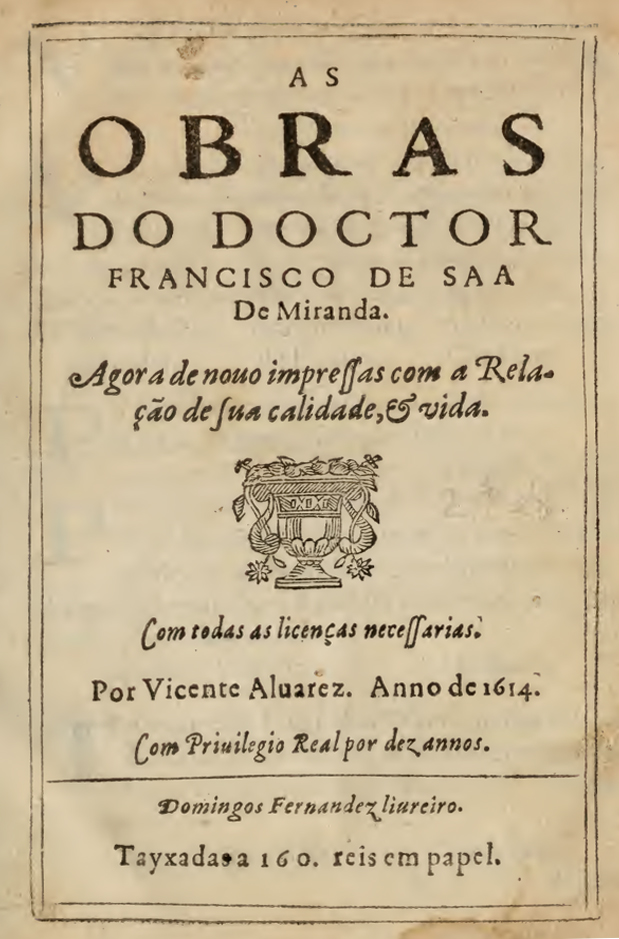 AS
OBRAS
DO DOCTOR
FRANCISCO DE SAA
De Miranda.
Agora de nouo impreſſas com a Rela-
ção de ſua calidade, & vida.
Com todas as licenças neceſſarias.
Por Vicente Aluarez. Anno de 1614.
Com Priuilegio Real por dez annos.
Domingos Fernandez liureiro.
Tayxadas a 160. reis em papel.